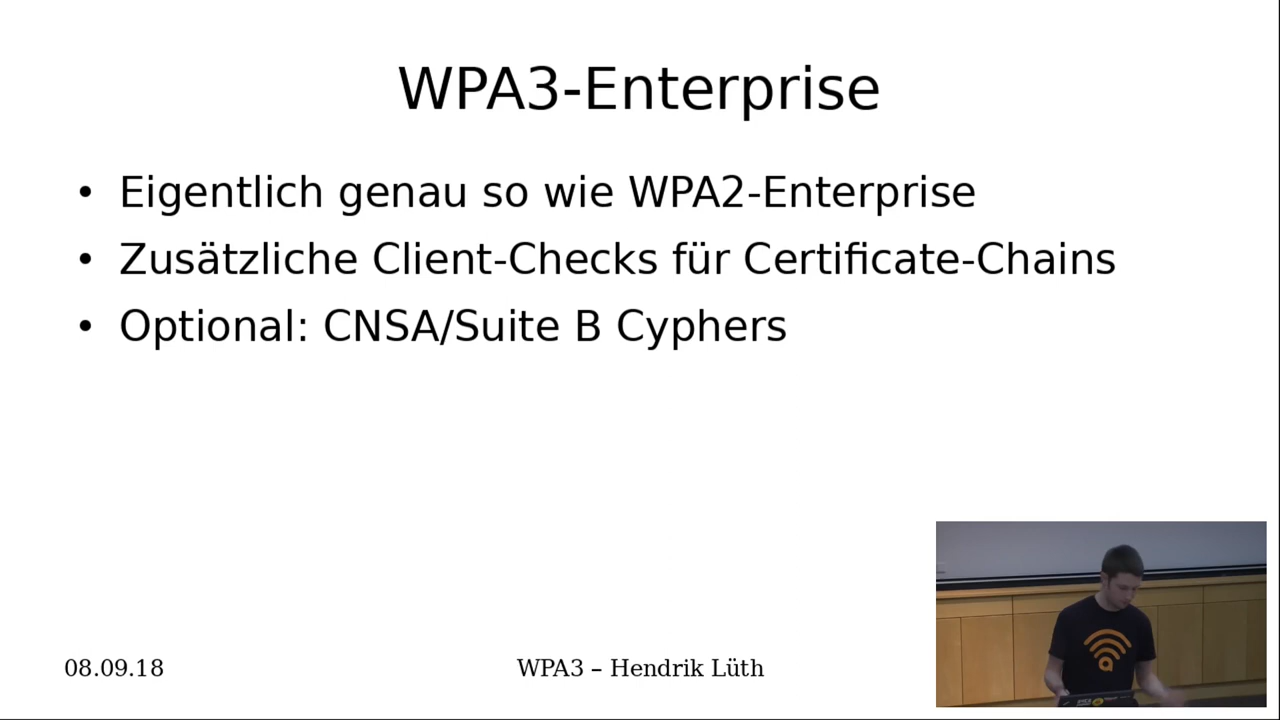 WPA3-Enterprise
• Eigentlich genau so wie WPA2-Enterprise
• Zusätzliche Client-Checks für Certificate-Chains
• Optional: CNSA/Suite B Cyphers
08.09.18
WPA3 – Hendrik Lüth